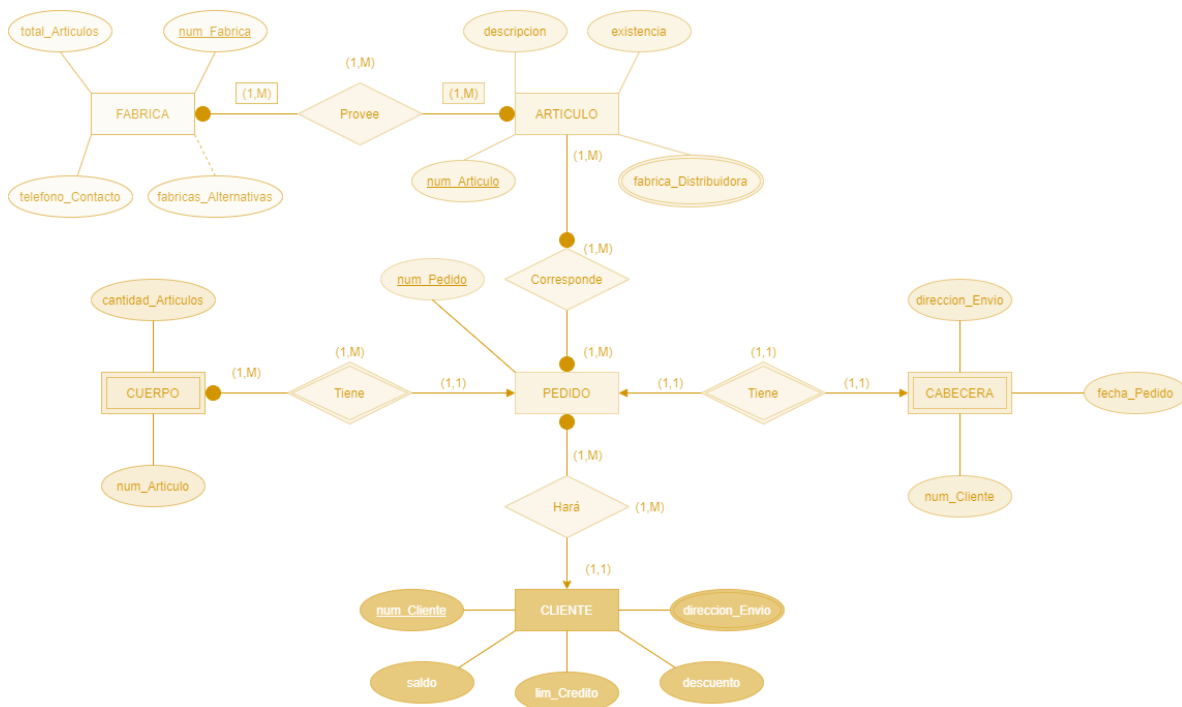 total_Articulos
num_Fabrica
descripcion
existencia
(1,M)
(1,M)
(1,M)
FABRICA
Provee
ARTICULO
(1,M)
telefono_Contacto
fabricas_Alternativas
num_Articulo
fabrica_Distribuidora
(1,M)
num_Pedido
Corresponde
cantidad_Articulos
direccion_Envio
(1,M)
(1,M)
(1,1)
(1,M)
(1,1)
(1,1)
(1,1)
CUERPO
Tiene
PEDIDO
Tiene
CABECERA
fecha_Pedido
(1,M)
num_Articulo
num_Cliente
Hará
(1,M)
(1,1)
num_Cliente
CLIENTE
direccion_Envio
saldo
lim_Credito
descuento